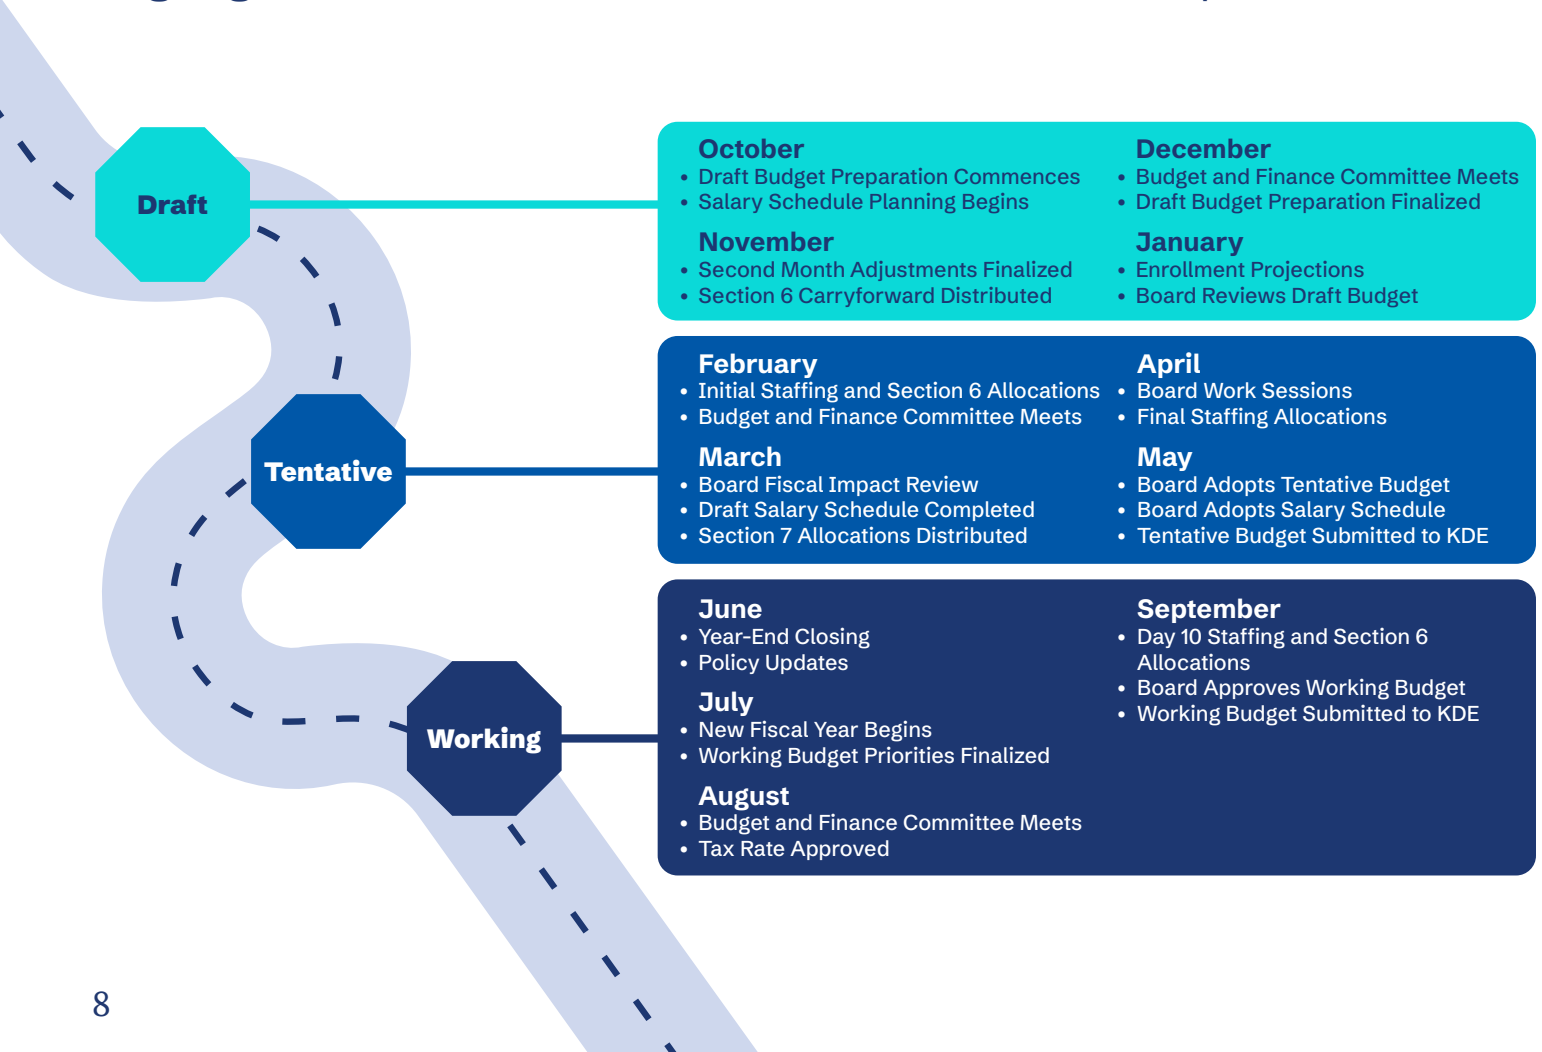 Draft
October
• Draft Budget Preparation Commences
• Salary Schedule Planning Begins
November
• Second Month Adjustments Finalized
• Section 6 Carryforward Distributed
December
• Budget and Finance Committee Meets
• Draft Budget Preparation Finalized
January
• Enrollment Projections
• Board Reviews Draft Budget
Tentative
February
• Initial Staffing and Section 6 Allocations
• Budget and Finance Committee Meets
March
• Board Fiscal Impact Review
• Draft Salary Schedule Completed
• Section 7 Allocations Distributed
April
• Board Work Sessions
• Final Staffing Allocations
May
• Board Adopts Tentative Budget
• Board Adopts Salary Schedule
• Tentative Budget Submitted to KDE
Working
June
• Year-End Closing
• Policy Updates
July
• New Fiscal Year Begins
• Working Budget Priorities Finalized
August
• Budget and Finance Committee Meets
• Tax Rate Approved
September
• Day 10 Staffing and Section 6
Allocations
• Board Approves Working Budget
• Working Budget Submitted to KDE
8